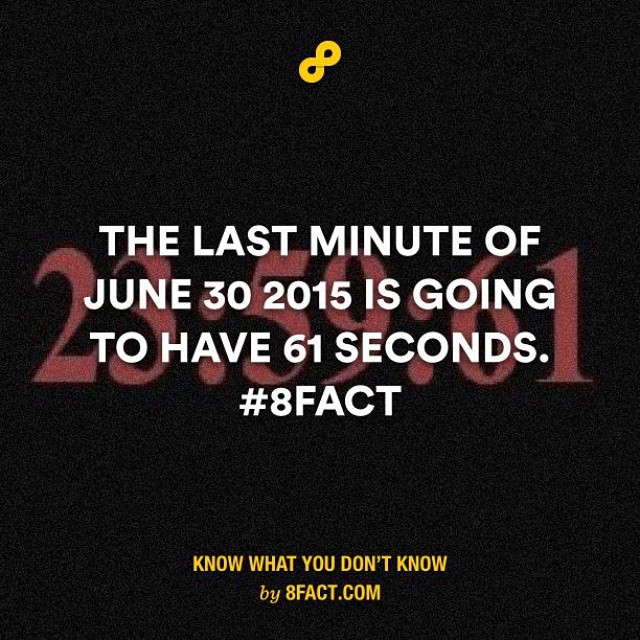 THE LAST MINUTE OF
JUNE 30 2015 IS GOING
TO HAVE 61 SECONDS.
#8FACT
23:59:61
KNOW WHAT YOU DON'T KNOW
by 8FACT.COM